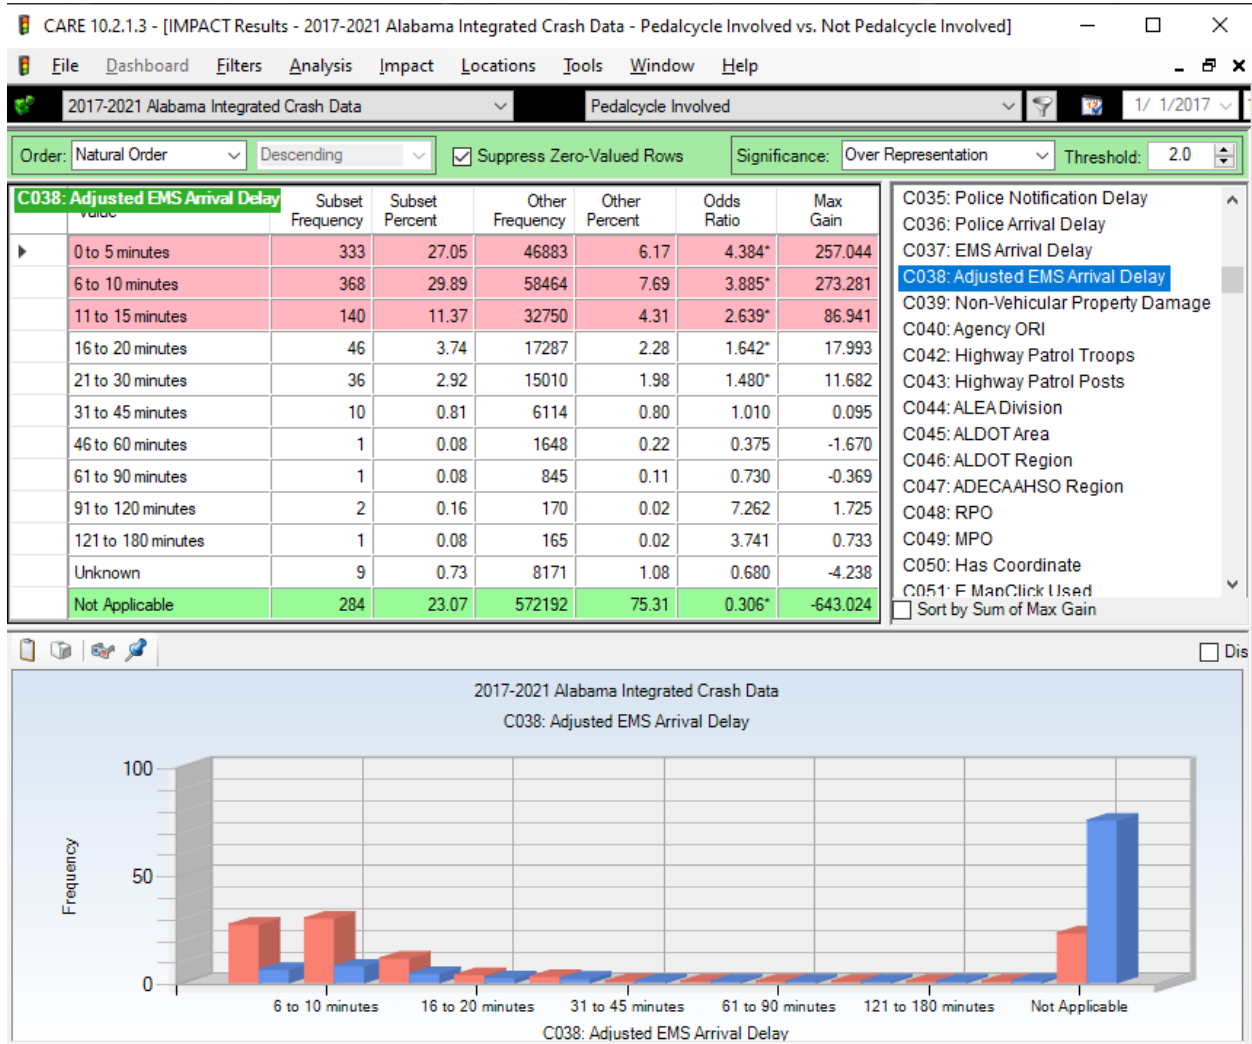 CARE 10.2.1.3 - [IMPACT Results - 2017-2021 Alabama Integrated Crash Data - Pedalcycle Involved vs. Not Pedalcycle Involved]
File Dashboard Filters Analysis Impact Locations Tools Window Help
2017-2021 Alabama Integrated Crash Data Pedalcycle Involved 1/ 1/2017
Order: Natural Order Descending Suppress Zero-Valued Rows Significance: Over Representation Threshold: 2.0
C038: Adjusted EMS Arrival Delay Subset Frequency Subset Percent Other Frequency Other Percent Odds Ratio Max Gain
0 to 5 minutes 333 27.05 46883 6.17 4.384* 257.044
6 to 10 minutes 368 29.89 58464 7.69 3.885* 273.281
11 to 15 minutes 140 11.37 32750 4.31 2.639* 86.941
16 to 20 minutes 46 3.74 17287 2.28 1.642* 17.993
21 to 30 minutes 36 2.92 15010 1.98 1.480* 11.682
31 to 45 minutes 10 0.81 6114 0.80 1.010 0.095
46 to 60 minutes 1 0.08 1648 0.22 0.375 -1.670
61 to 90 minutes 1 0.08 845 0.11 0.730 -0.369
91 to 120 minutes 2 0.16 170 0.02 7.262 1.725
121 to 180 minutes 1 0.08 165 0.02 3.741 0.733
Unknown 9 0.73 8171 1.08 0.680 -4.238
Not Applicable 284 23.07 572192 75.31 0.306* -643.024
C035: Police Notification Delay
C036: Police Arrival Delay
C037: EMS Arrival Delay
C038: Adjusted EMS Arrival Delay
C039: Non-Vehicular Property Damage
C040: Agency ORI
C042: Highway Patrol Troops
C043: Highway Patrol Posts
C044: ALEA Division
C045: ALDOT Area
C046: ALDOT Region
C047: ADECAAHSO Region
C048: RPO
C049: MPO
C050: Has Coordinate
C051: E MapClick Used
Sort by Sum of Max Gain
Dis
2017-2021 Alabama Integrated Crash Data
C038: Adjusted EMS Arrival Delay
100
50
0
Frequency
6 to 10 minutes 16 to 20 minutes 31 to 45 minutes 61 to 90 minutes 121 to 180 minutes Not Applicable
C038: Adjusted EMS Arrival Delay